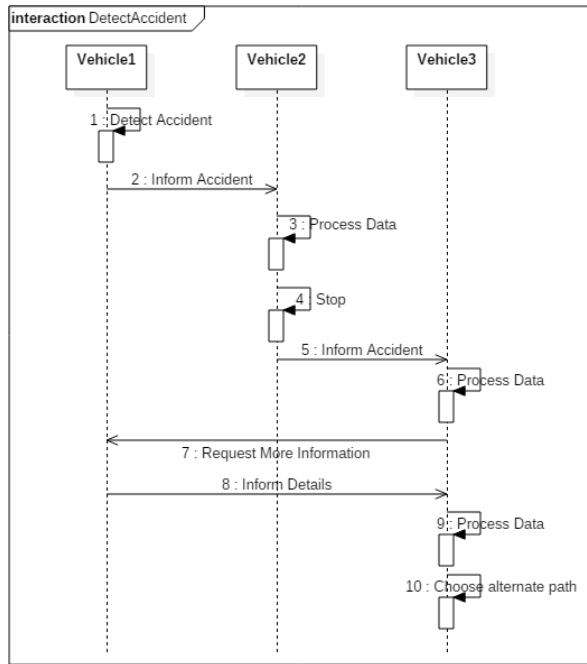 interaction DetectAccident
Vehicle1
Vehicle2
Vehicle3
1 : Detect Accident
2 : Inform Accident
3 : Process Data
4 : Stop
5 : Inform Accident
6 : Process Data
7 : Request More Information
8 : Inform Details
9 : Process Data
10 : Choose alternate path